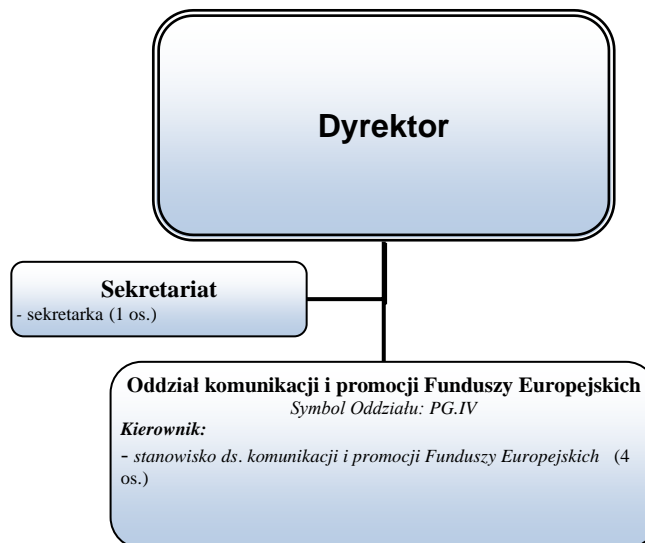 Dyrektor
Sekretariat
- sekretarka (1 os.)
Oddział komunikacji i promocji Funduszy Europejskich
Symbol Oddziału: PG.IV
Kierownik:
- stanowisko ds. komunikacji i promocji Funduszy Europejskich (4
os.)